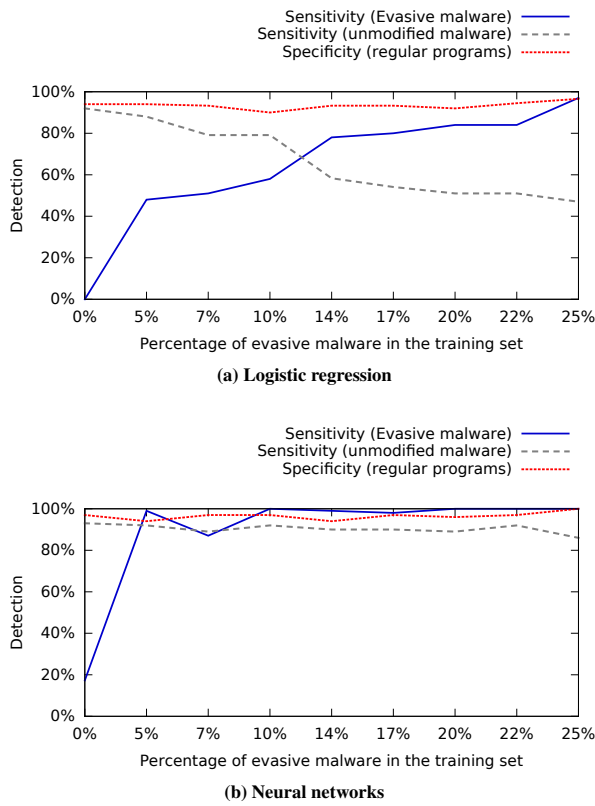 Sensitivity (Evasive malware)
Sensitivity (unmodified malware)
Specificity (regular programs)
100%
80%
60%
40%
20%
0%
Detection
0% 5% 7% 10% 14% 17% 20% 22% 25%
Percentage of evasive malware in the training set
(a) Logistic regression
Sensitivity (Evasive malware)
Sensitivity (unmodified malware)
Specificity (regular programs)
100%
80%
60%
40%
20%
0%
Detection
0% 5% 7% 10% 14% 17% 20% 22% 25%
Percentage of evasive malware in the training set
(b) Neural networks